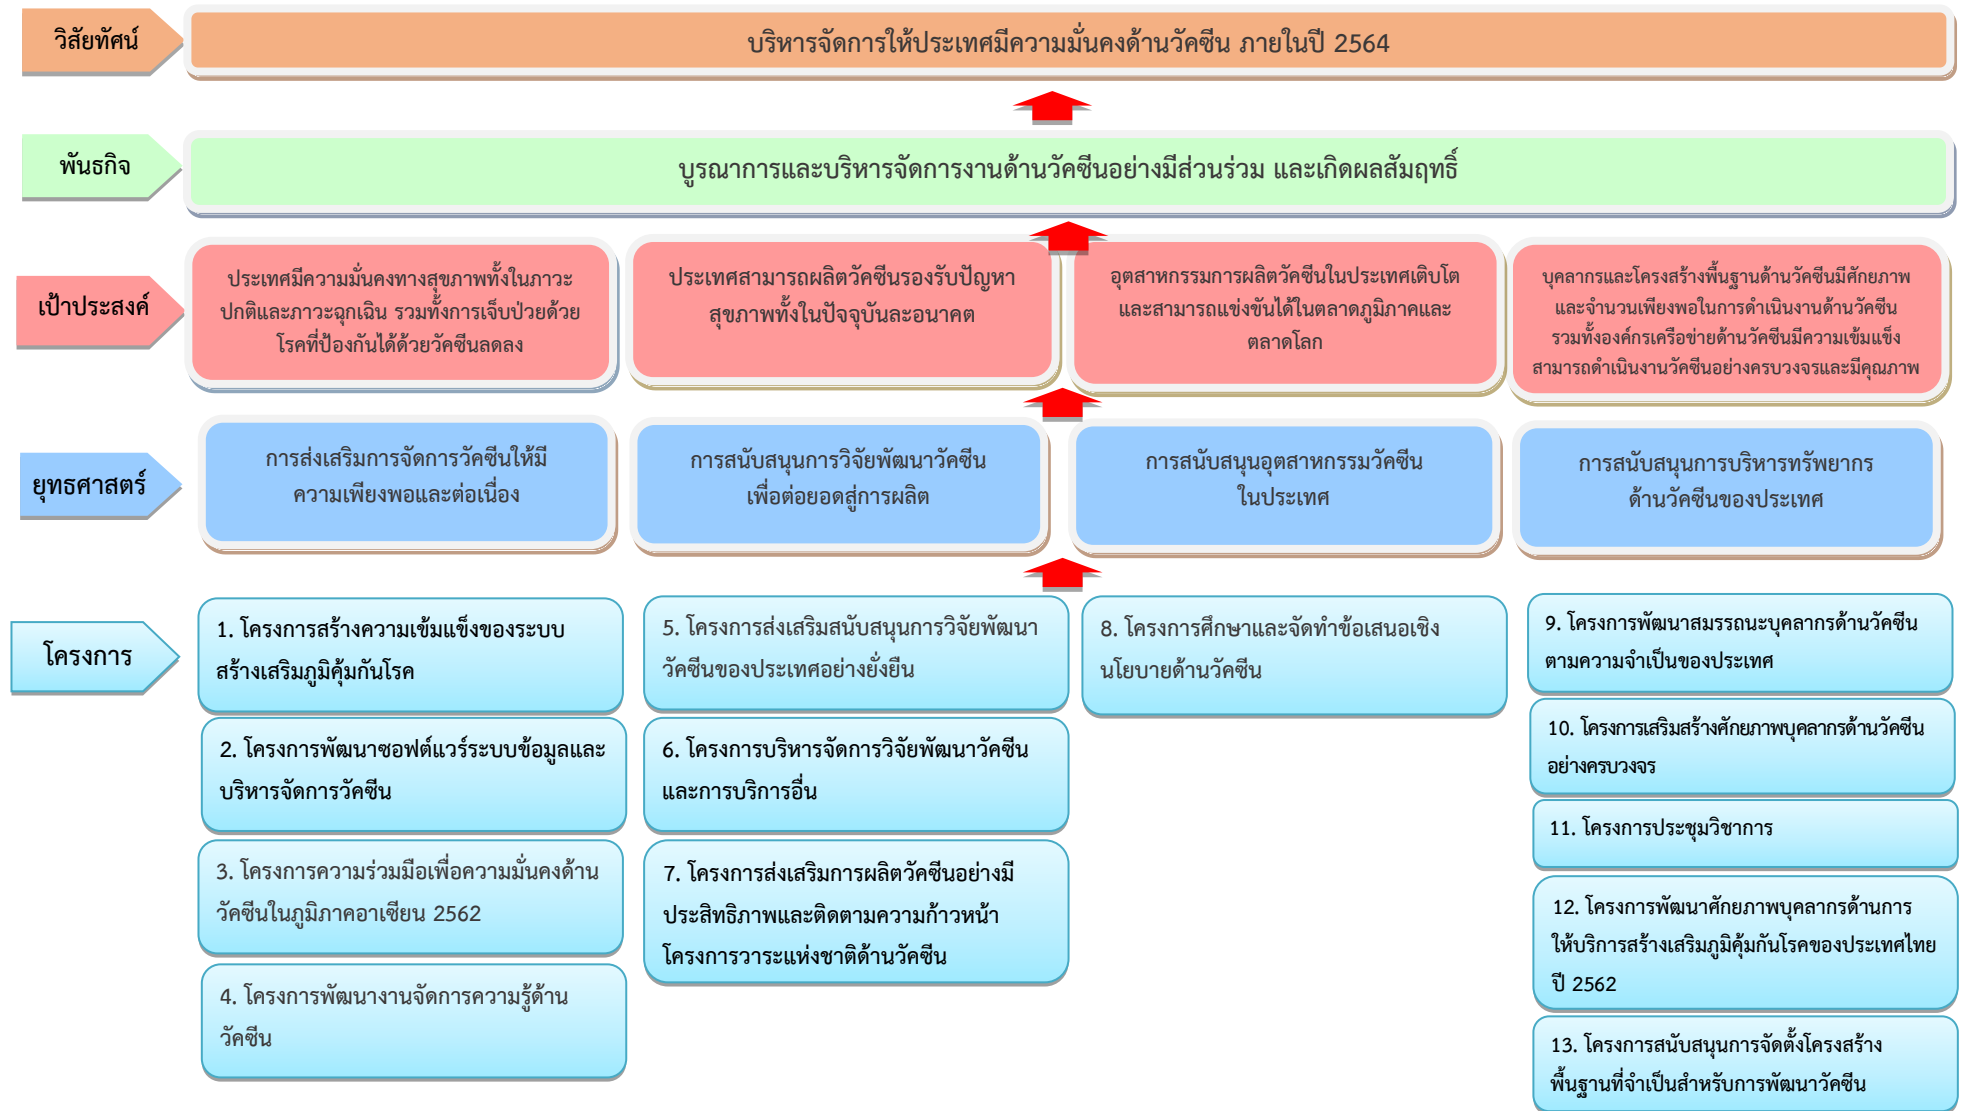 วิสัยทัศน์
บริหารจัดการให้ประเทศมีความมั่นคงด้านวัคซีน ภายในปี 2564
พันธกิจ
บูรณาการและบริหารจัดการงานด้านวัคซีนอย่างมีส่วนร่วม และเกิดผลสัมฤทธิ์
เป้าประสงค์
ประเทศมีความมั่นคงทางสุขภาพทั้งในภาวะ
ปกติและภาวะฉุกเฉิน รวมทั้งการเจ็บป่วยด้วย
โรคที่ป้องกันได้ด้วยวัคซีนลดลง
ประเทศสามารถผลิตวัคซีนรองรับปัญหา
สุขภาพทั้งในปัจจุบันละอนาคต
อุตสาหกรรมการผลิตวัคซีนในประเทศเติบโต
และสามารถแข่งขันได้ในตลาดภูมิภาคและ
ตลาดโลก
บุคลากรและโครงสร้างพื้นฐานด้านวัคซีนมีศักยภาพ
และจำนวนเพียงพอในการดำเนินงานด้านวัคซีน
รวมทั้งองค์กรเครือข่ายด้านวัคซีนมีความเข้มแข็ง
สามารถดำเนินงานวัคซีนอย่างครบวงจรและมีคุณภาพ
ยุทธศาสตร์
การส่งเสริมการจัดการวัคซีนให้มี
ความเพียงพอและต่อเนื่อง
การสนับสนุนการวิจัยพัฒนาวัคซีน
เพื่อต่อยอดสู่การผลิต
การสนับสนุนอุตสาหกรรมวัคซีน
ในประเทศ
การสนับสนุนการบริหารทรัพยากร
ด้านวัคซีนของประเทศ
โครงการ
1. โครงการสร้างความเข้มแข็งของระบบ
สร้างเสริมภูมิคุ้มกันโรค
2. โครงการพัฒนาซอฟต์แวร์ระบบข้อมูลและ
บริหารจัดการวัคซีน
3. โครงการความร่วมมือเพื่อความมั่นคงด้าน
วัคซีนในภูมิภาคอาเซียน 2562
4. โครงการพัฒนางานจัดการความรู้ด้าน
วัคซีน
5. โครงการส่งเสริมสนับสนุนการวิจัยพัฒนา
วัคซีนของประเทศอย่างยั่งยืน
6. โครงการบริหารจัดการวิจัยพัฒนาวัคซีน
และการบริการอื่น
7. โครงการส่งเสริมการผลิตวัคซีนอย่างมี
ประสิทธิภาพและติดตามความก้าวหน้า
โครงการวาระแห่งชาติด้านวัคซีน
8. โครงการศึกษาและจัดทำข้อเสนอเชิง
นโยบายด้านวัคซีน
9. โครงการพัฒนาสมรรถนะบุคลากรด้านวัคซีน
ตามความจำเป็นของประเทศ
10. โครงการเสริมสร้างศักยภาพบุคลากรด้านวัคซีน
อย่างครบวงจร
11. โครงการประชุมวิชาการ
12. โครงการพัฒนาศักยภาพบุคลากรด้านการ
ให้บริการสร้างเสริมภูมิคุ้มกันโรคของประเทศไทย
ปี 2562
13. โครงการสนับสนุนการจัดตั้งโครงสร้าง
พื้นฐานที่จำเป็นสำหรับการพัฒนาวัคซีน